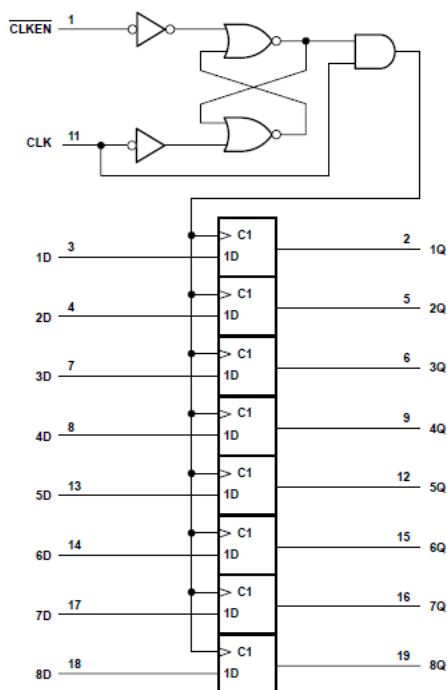 CLKEN 1
CLK 11
C1
1D 3 1D 2 1Q
C1
2D 4 1D 5 2Q
C1
3D 7 1D 6 3Q
C1
4D 8 1D 9 4Q
C1
5D 13 1D 12 5Q
C1
6D 14 1D 15 6Q
C1
7D 17 1D 16 7Q
C1
8D 18 1D 19 8Q